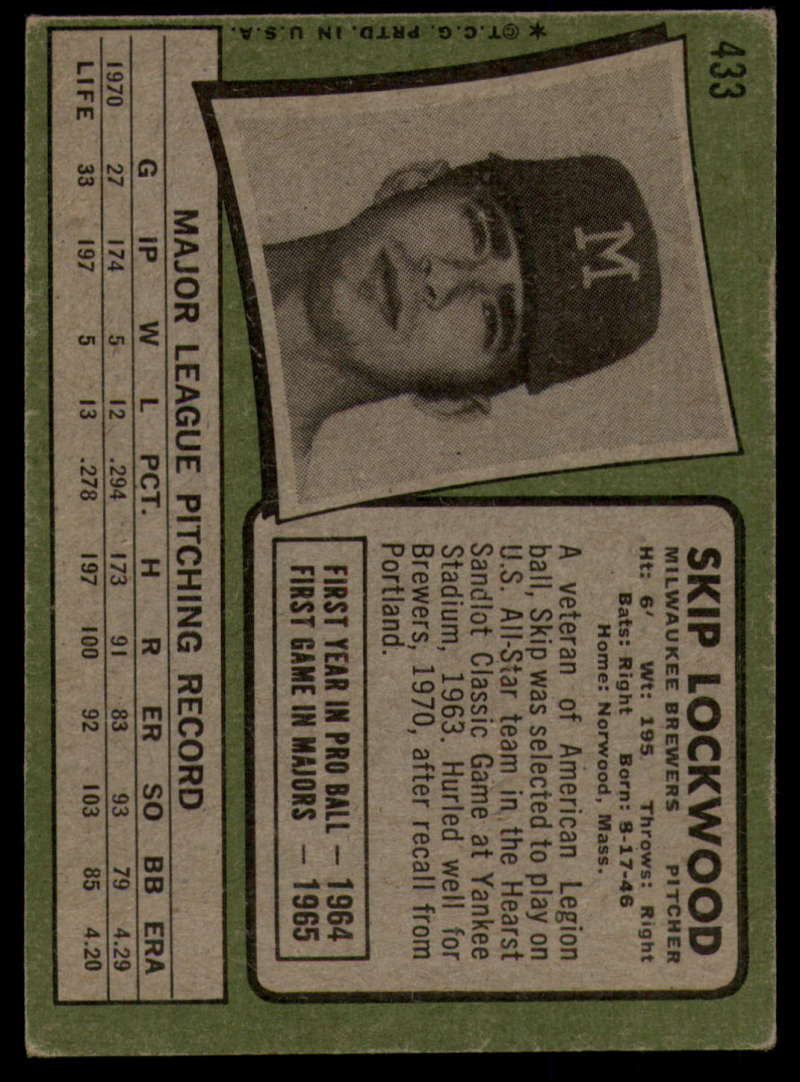 433
M
SKIP LOCKWOOD
MILWAUKEE BREWERS PITCHER
Ht: 6' Wt: 195 Throws: Right
Bats: Right Born: 8-17-46
Home: Norwood, Mass.
A veteran of American Legion
ball, Skip was selected to play on
U.S. All-Star team in the Hearst
Sandlot Classic Game at Yankee
Stadium, 1963. Hurled well for
Brewers, 1970, after recall from
Portland.
FIRST YEAR IN PRO BALL — 1964
FIRST GAME IN MAJORS — 1965
MAJOR LEAGUE PITCHING RECORD
G IP W L PCT. H R ER SO BB ERA
1970 27 174 5 12 .294 173 91 83 93 79 4.29
LIFE 33 197 5 13 .278 197 100 92 103 85 4.20
*©T.C.G. PRTD. IN U.S.A.